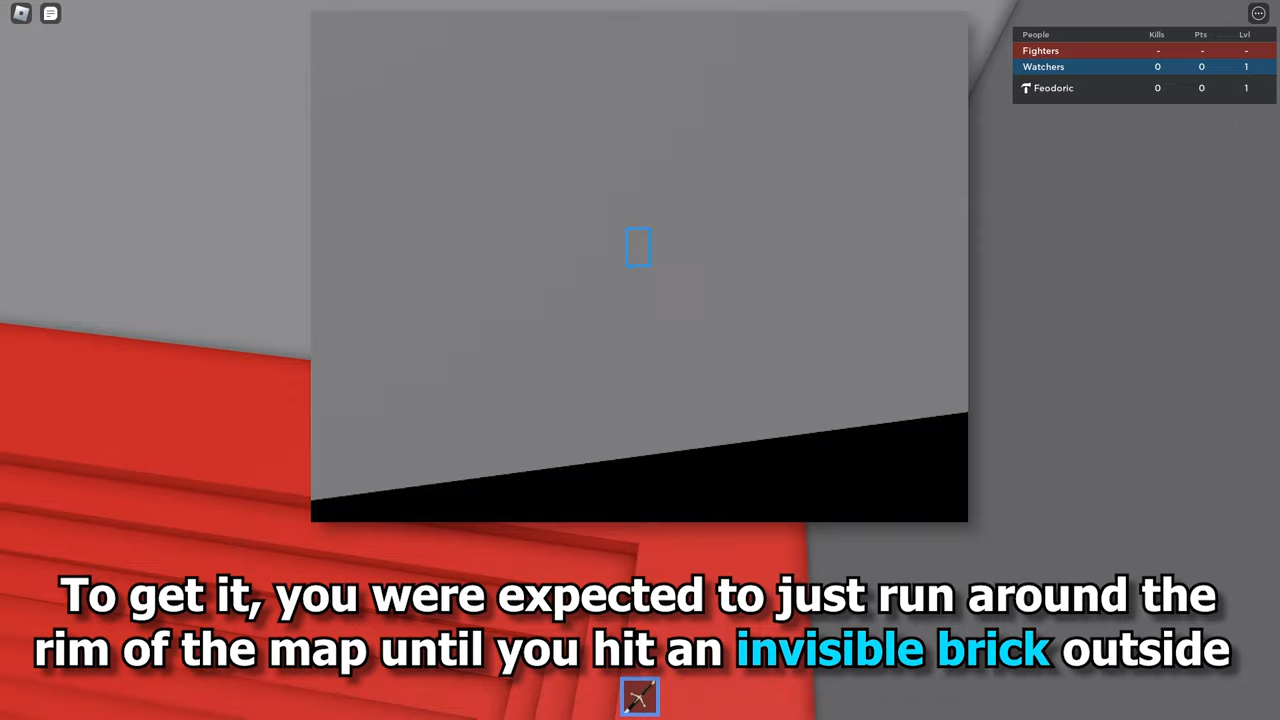 People Kills Pts Lvl
Fighters - - -
Watchers 0 0 1
Feodoric 0 0 1
To get it, you were expected to just run around the
rim of the map until you hit an invisible brick outside